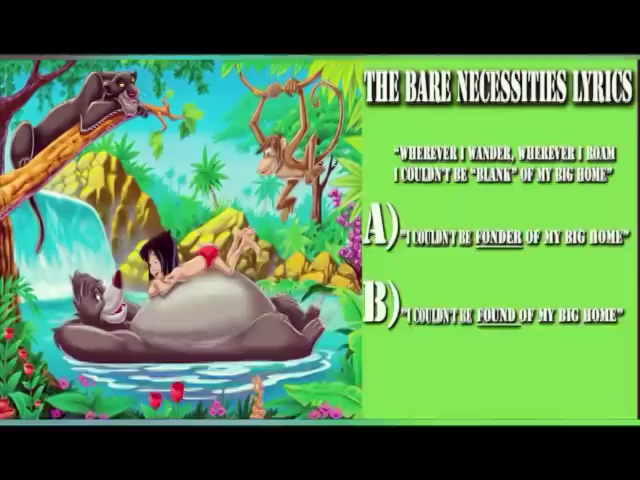 THE BARE NECESSITIES LYRICS
"WHEREVER I WANDER, WHEREVER I ROAM
I COULDN'T BE "BLANK" OF MY BIG HOME"
A) "I COULDN'T BE FONDER OF MY BIG HOME"
B) "I COULDN'T BE FOUND OF MY BIG HOME"